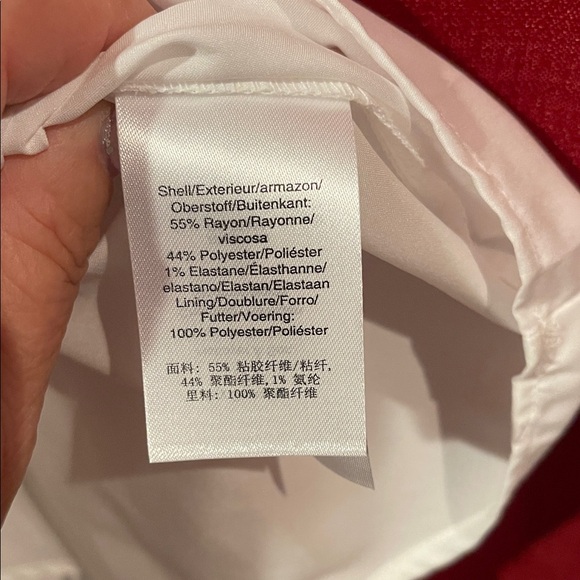 Shell/Exterieur/armazon/
Oberstoff/Buitenkant:
55% Rayon/Rayonne/
viscosa
44% Polyester/Poliéster
1% Elastane/Élasthanne/
elastano/Elastan/Elastaan
Lining/Doublure/Forro/
Futter/Voering:
100% Polyester/Poliéster
面料: 55% 粘胶纤维/粘纤,
44% 聚酯纤维,1% 氨纶
里料: 100% 聚酯纤维